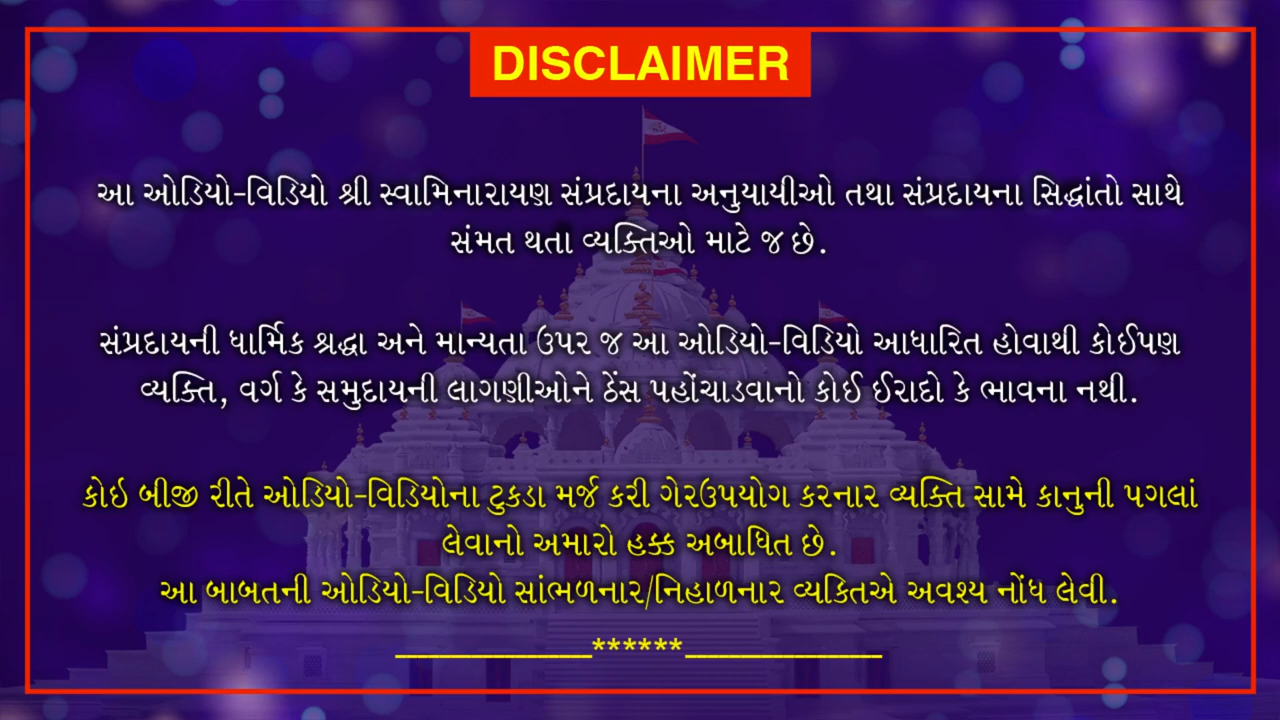 DISCLAIMER
આ ઓડિયો-વિડિયો શ્રી સ્વામિનારાયણ સંપ્રદાયના અનુયાયીઓ તથા સંપ્રદાયના સિદ્ધાંતો સાથે
સંમત થતા વ્યક્તિઓ માટે જ છે.
સંપ્રદાયની ધાર્મિક શ્રદ્ધા અને માન્યતા ઉપર જ આ ઓડિયો-વિડિયો આધારિત હોવાથી કોઈપણ
વ્યક્તિ, વર્ગ કે સમુદાયની લાગણીઓને ઠેંસ પહોંચાડવાનો કોઈ ઈરાદો કે ભાવના નથી.
કોઇ બીજી રીતે ઓડિયો-વિડિયોના ટુકડા મર્જ કરી ગેરઉપયોગ કરનાર વ્યક્તિ સામે કાનુની પગલાં
લેવાનો અમારો હક્ક અબાધિત છે.
આ બાબતની ઓડિયો-વિડિયો સાંભળનાર/નિહાળનાર વ્યકિતએ અવશ્ય નોંધ લેવી.
_________________******_________________